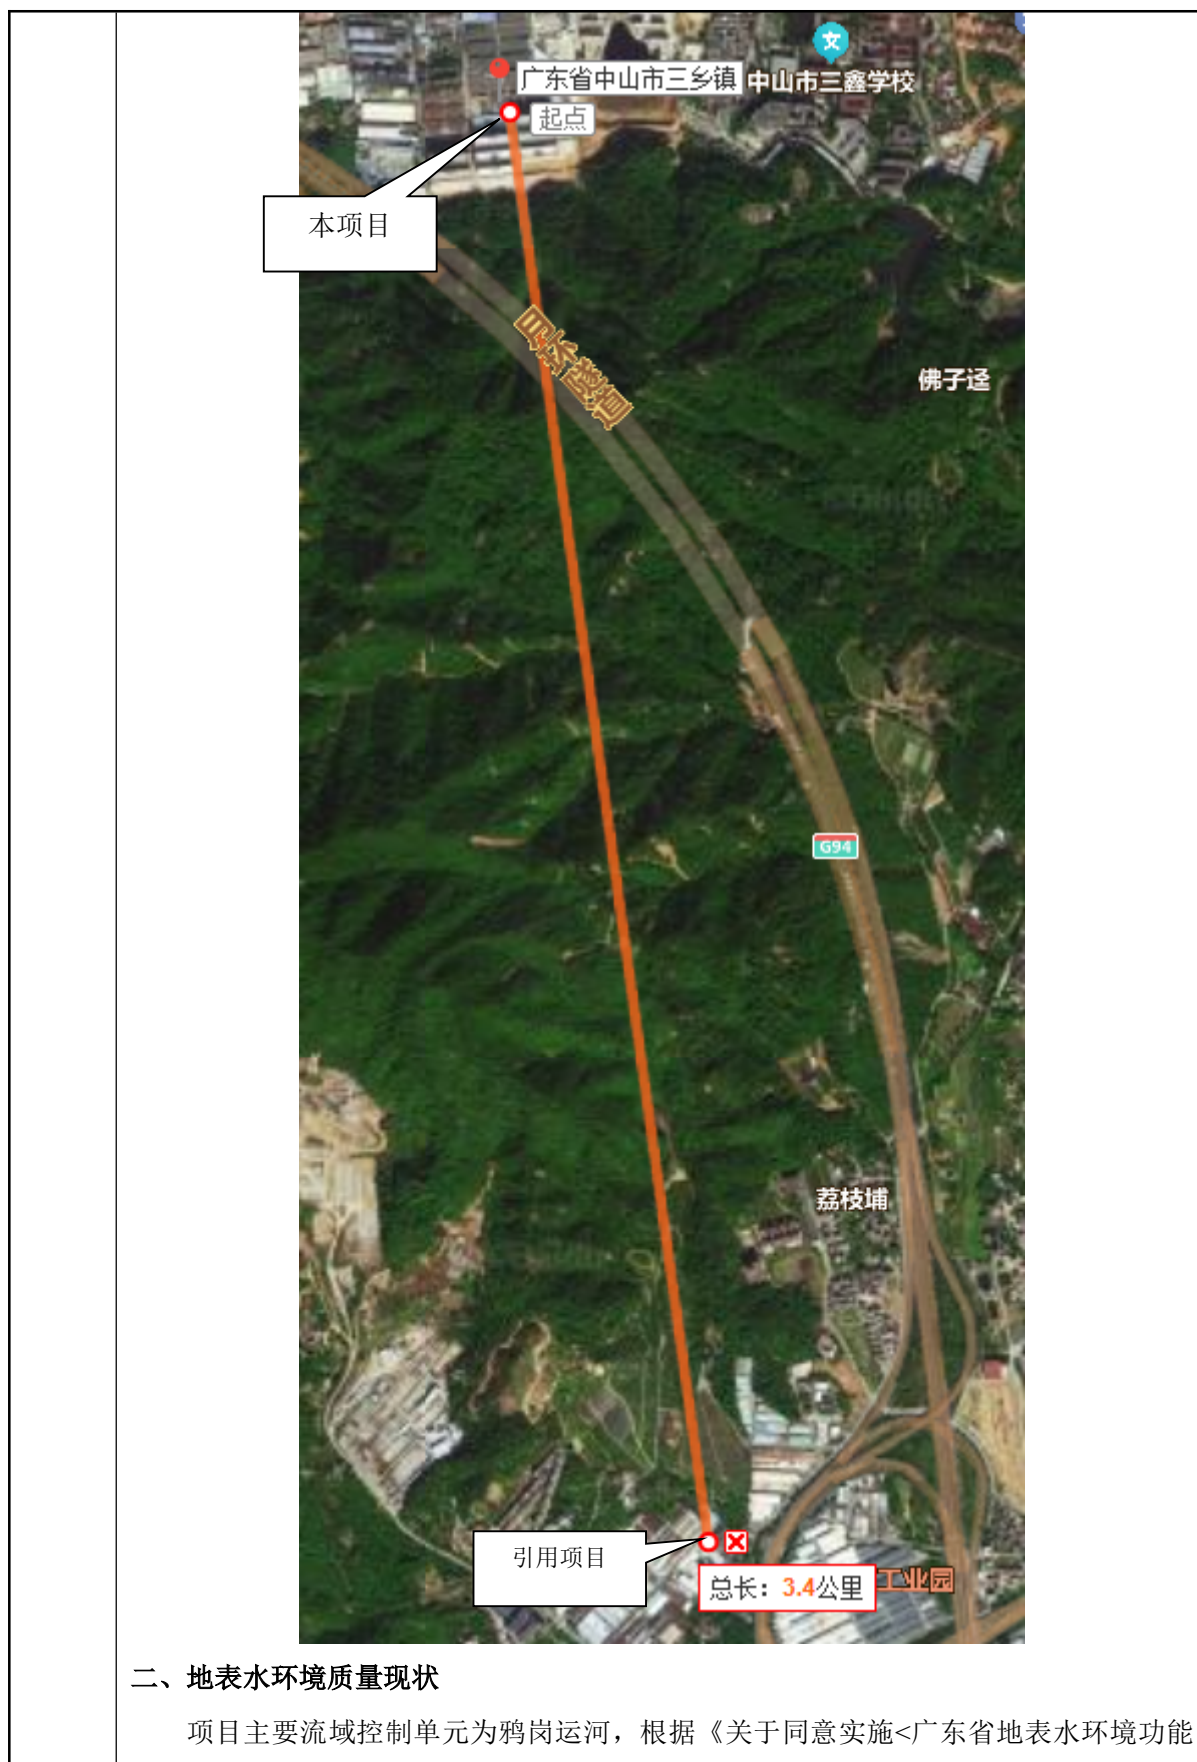 广东省中山市三乡镇
中山市三鑫学校
起点
本项目
月环隧道
佛子迳
G94
荔枝埔
引用项目
总长：3.4公里
工业园
二、地表水环境质量现状
项目主要流域控制单元为鸦岗运河，根据《关于同意实施<广东省地表水环境功能